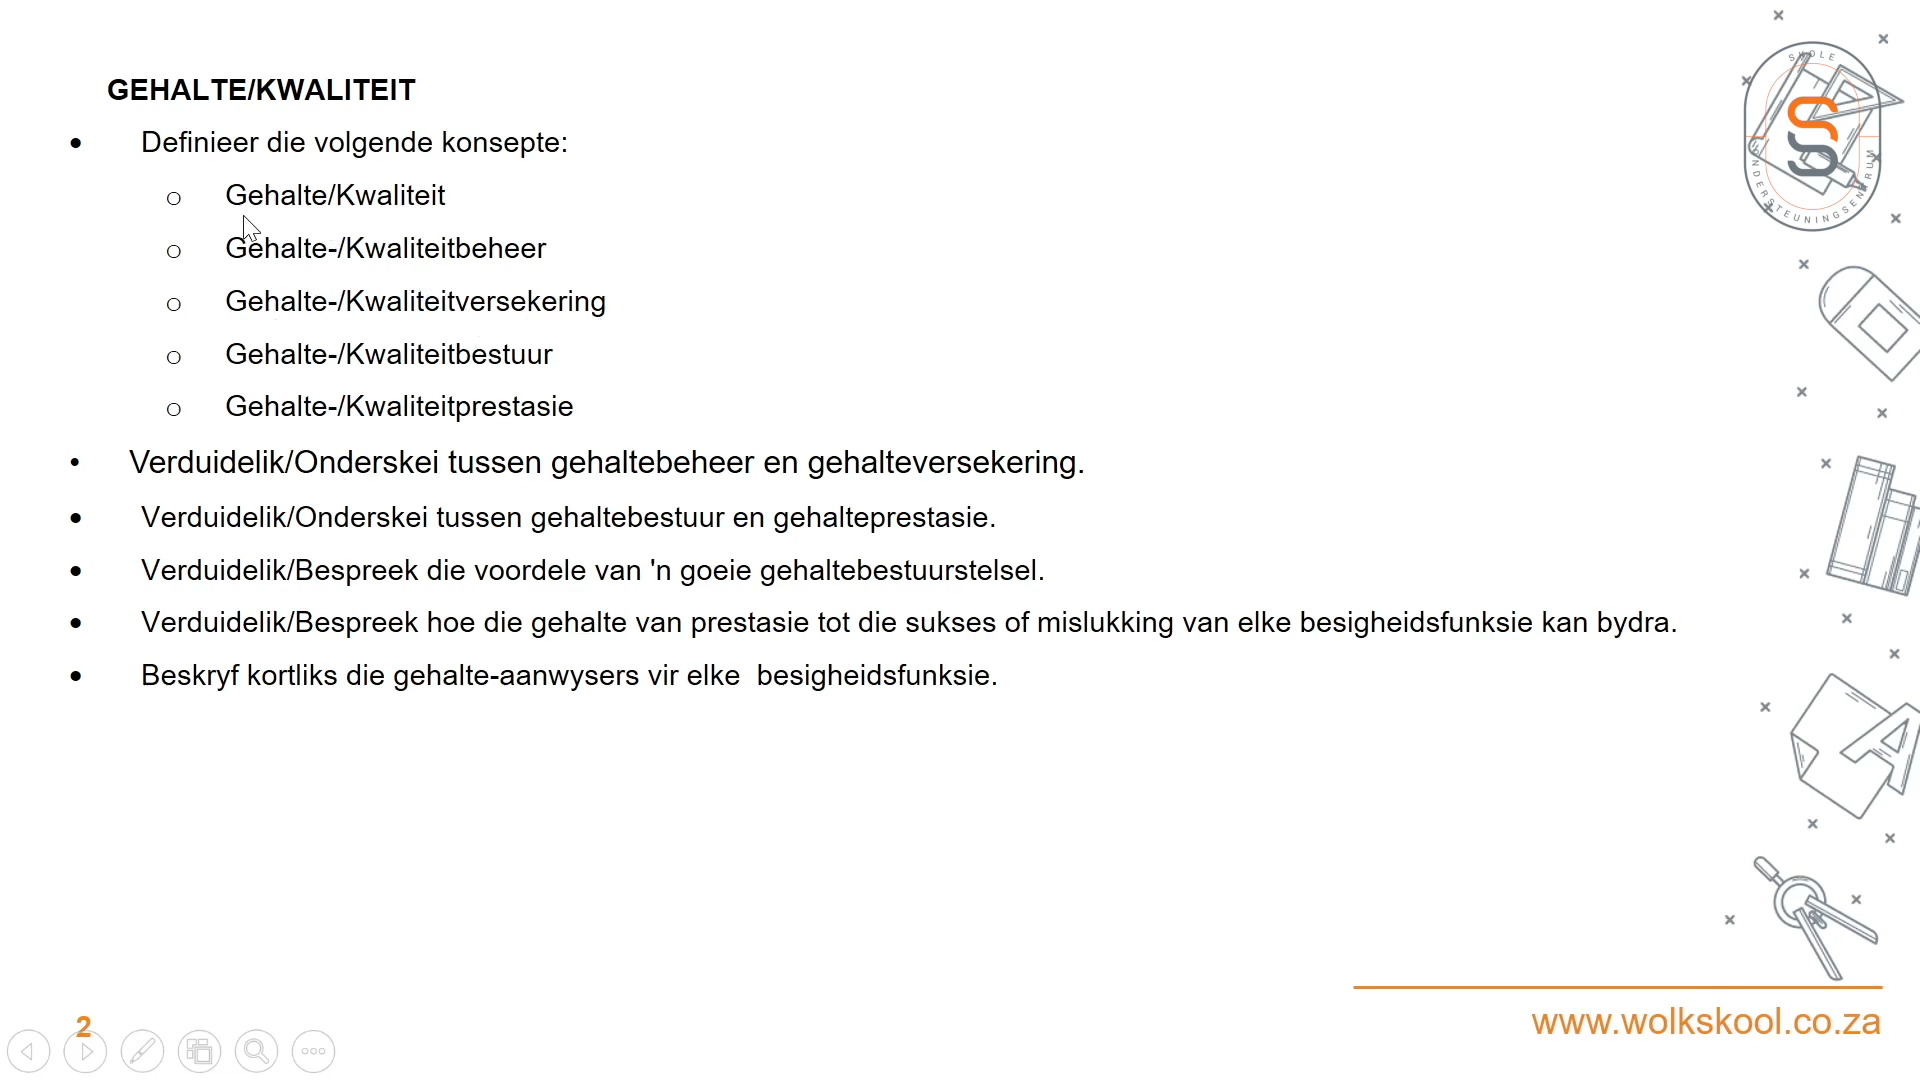 GEHALTE/KWALITEIT
• Definieer die volgende konsepte:
o Gehalte/Kwaliteit
o Gehalte-/Kwaliteitbeheer
o Gehalte-/Kwaliteitversekering
o Gehalte-/Kwaliteitbestuur
o Gehalte-/Kwaliteitprestasie
• Verduidelik/Onderskei tussen gehaltebeheer en gehalteversekering.
• Verduidelik/Onderskei tussen gehaltebestuur en gehalteprestasie.
• Verduidelik/Bespreek die voordele van 'n goeie gehaltebestuurstelsel.
• Verduidelik/Bespreek hoe die gehalte van prestasie tot die sukses of mislukking van elke besigheidsfunksie kan bydra.
• Beskryf kortliks die gehalte-aanwysers vir elke  besigheidsfunksie.
SKOLE
SS
ONDERSTEUNINGSENTRUM
A
www.wolkskool.co.za
2